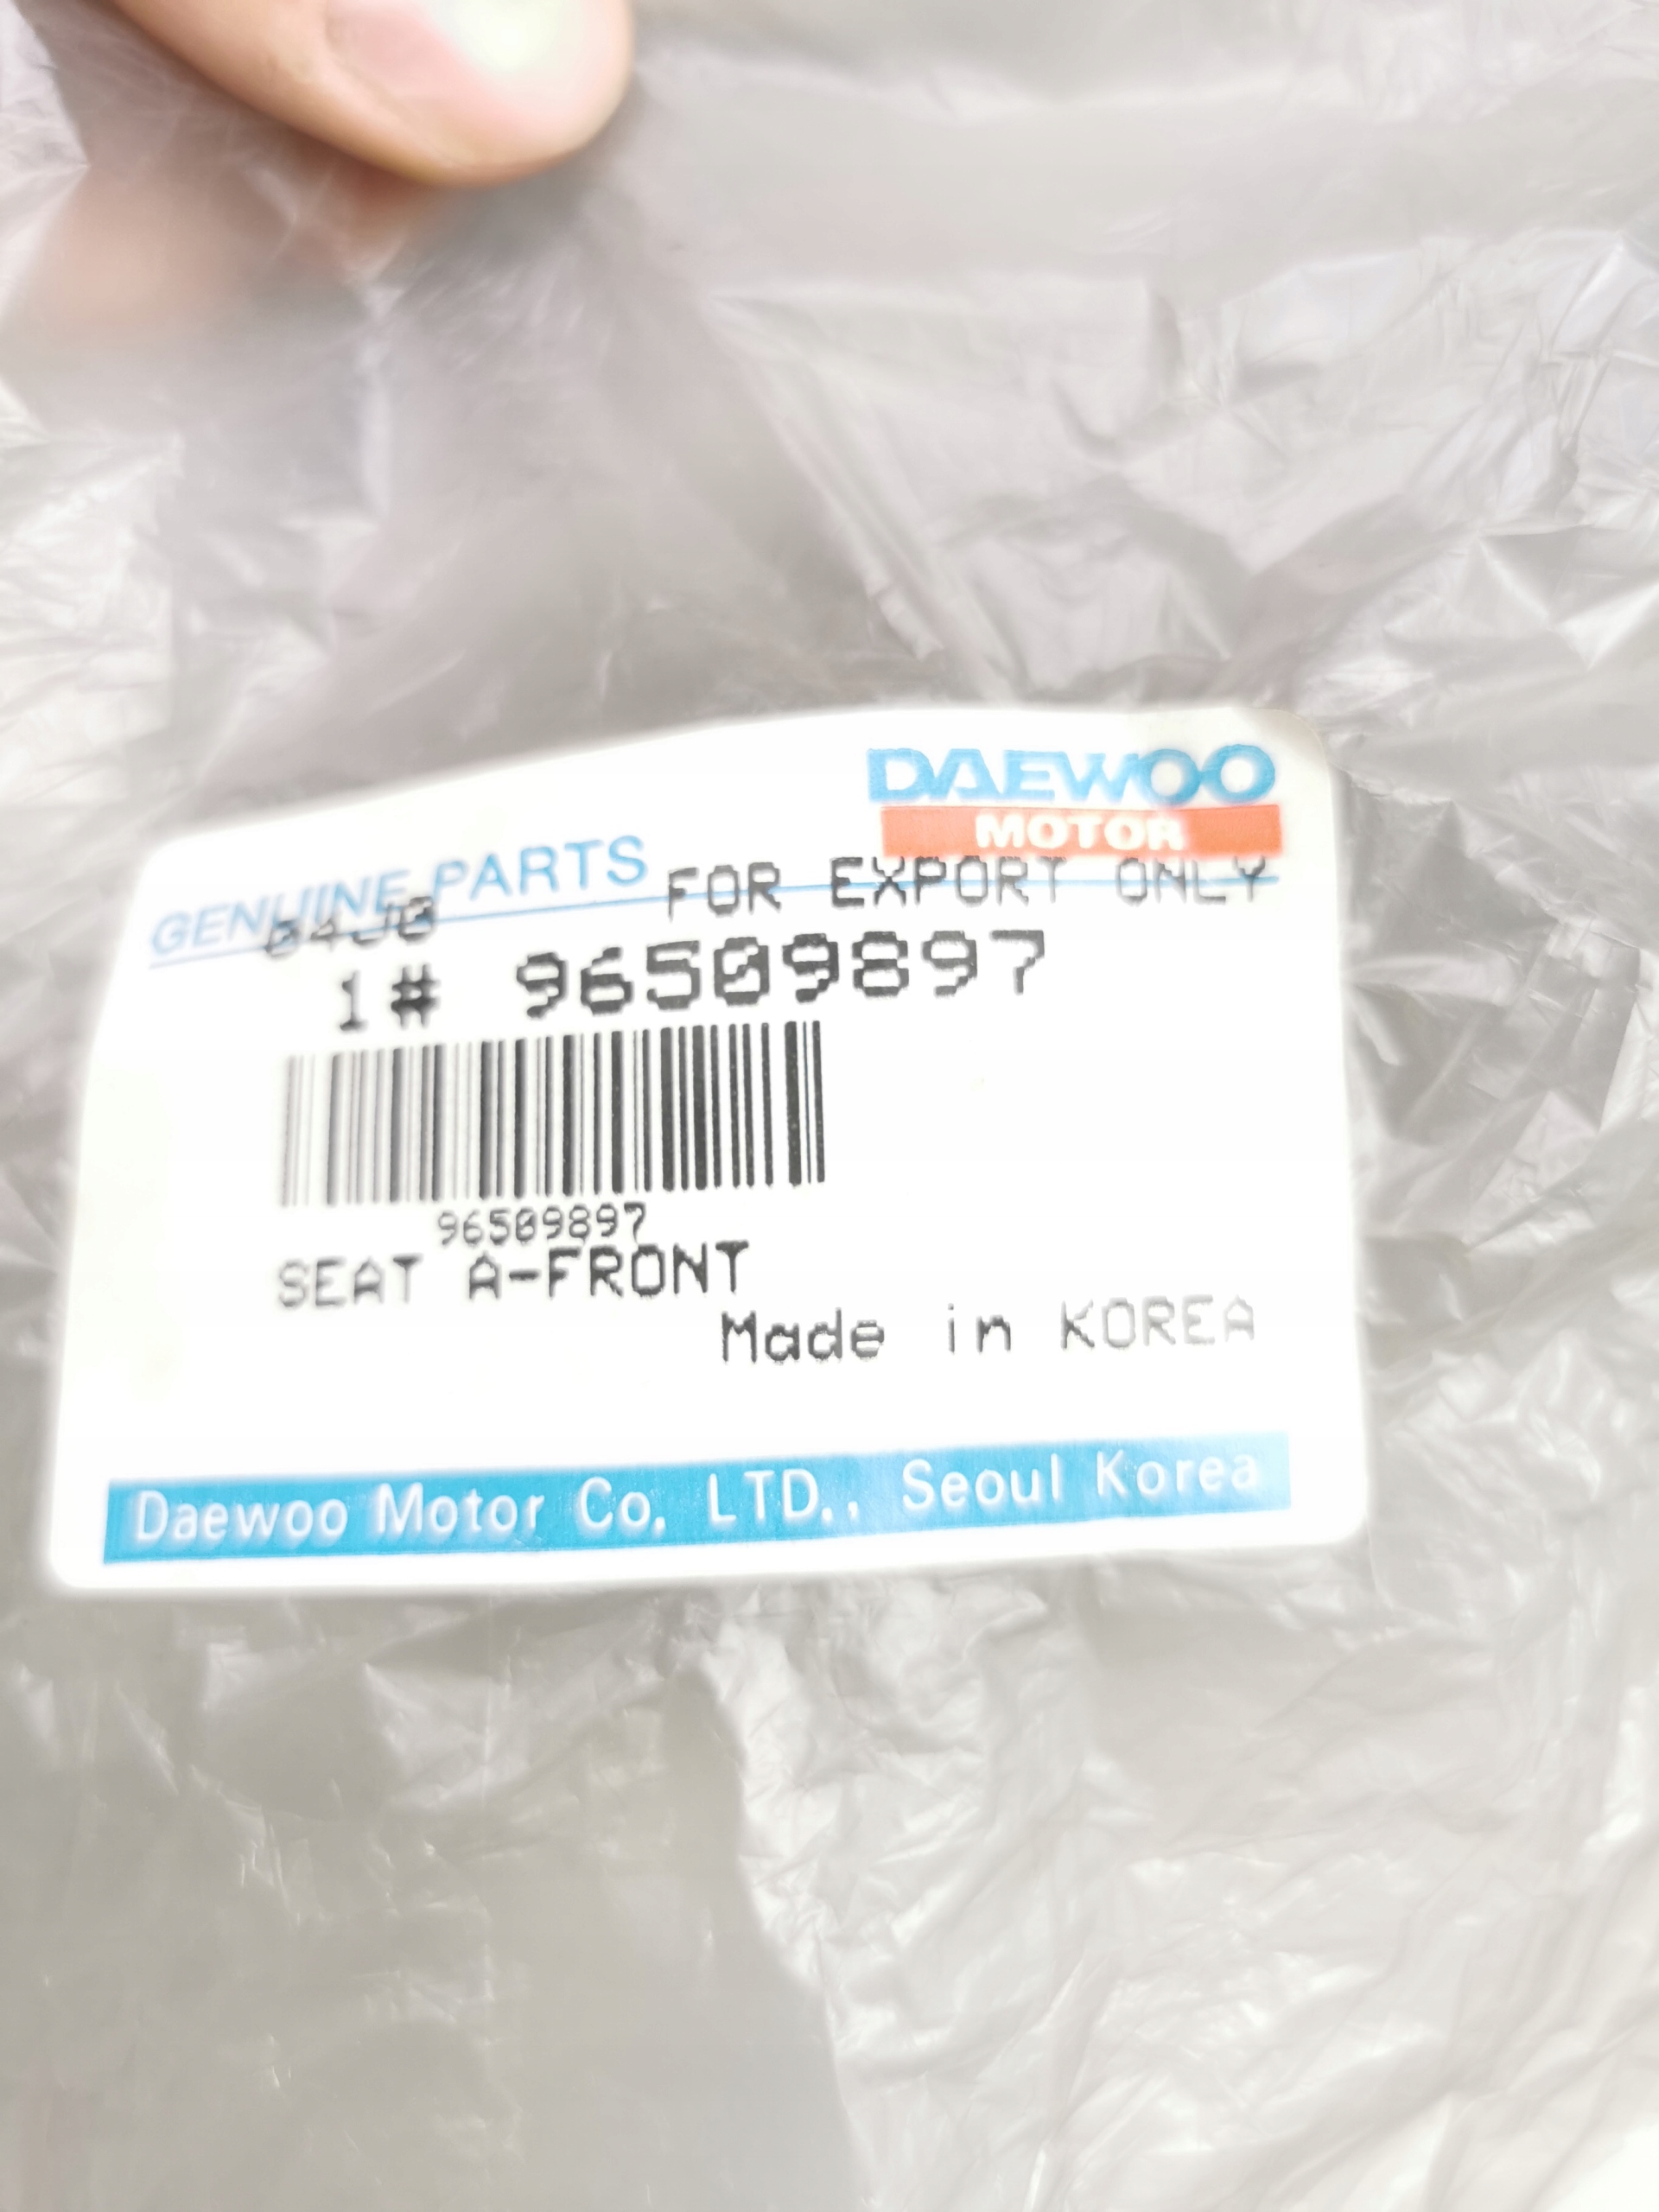 DAEWOO
MOTOR
GENUINE PARTS
FOR EXPORT ONLY
04J0
1# 96509897
96509897
SEAT A-FRONT
Made in KOREA
Daewoo Motor Co. LTD., Seoul Korea